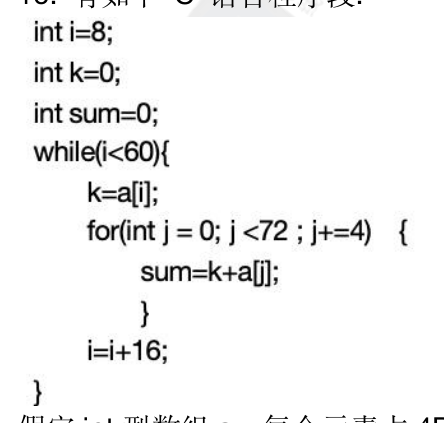 int i=8;
int k=0;
int sum=0;
while(i<60){
k=a[i];
for(int j = 0; j <72 ; j+=4) {
sum=k+a[j];
}
i=i+16;
}